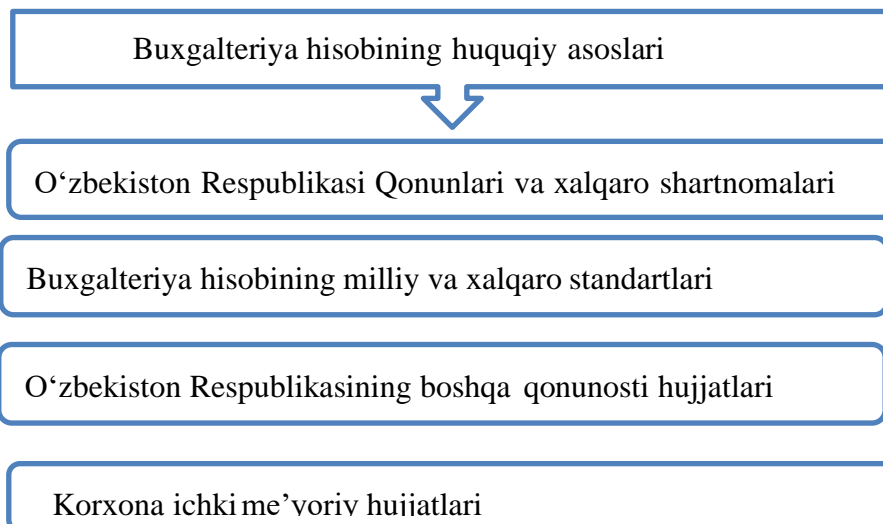 Buxgalteriya hisobining huquqiy asoslari
O‘zbekiston Respublikasi Qonunlari va xalqaro shartnomalari
Buxgalteriya hisobining milliy va xalqaro standartlari
O‘zbekiston Respublikasining boshqa qonunosti hujjatlari
Korxona ichki me’yoriy hujjatlari